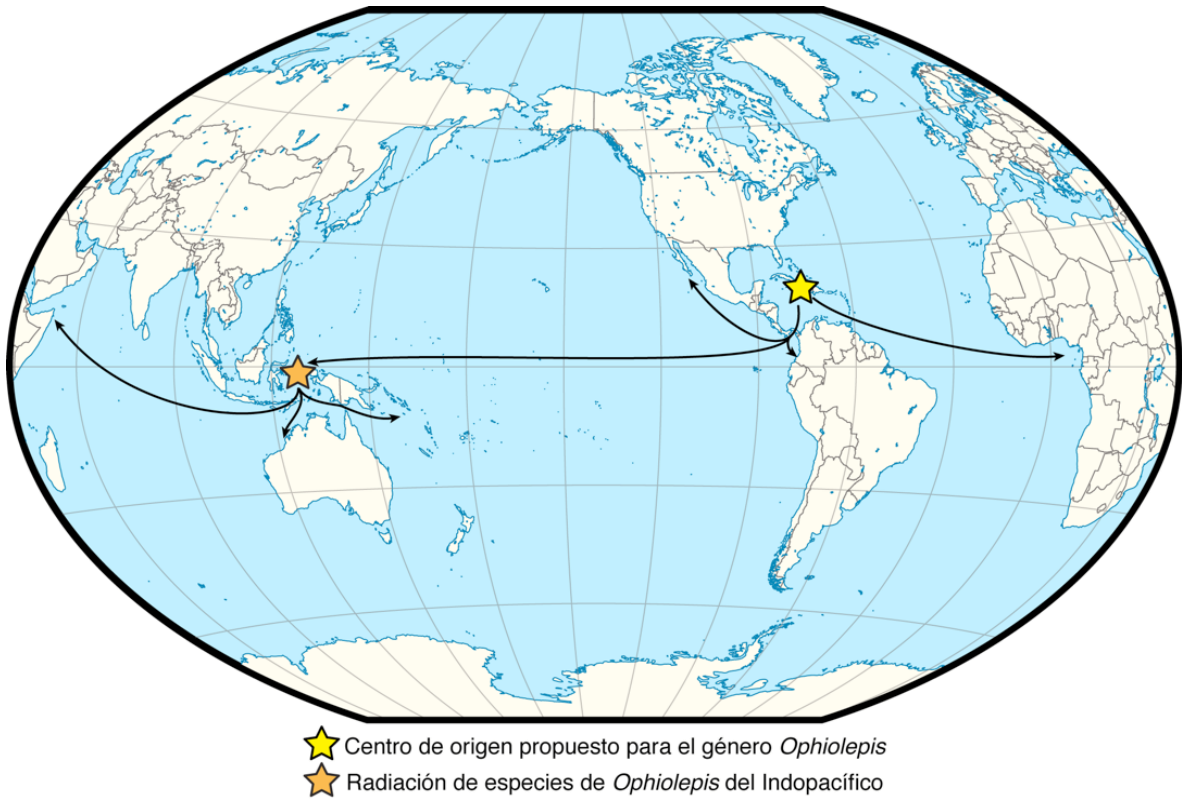 Centro de origen propuesto para el género Ophiolepis
Radiación de especies de Ophiolepis del Indopacífico